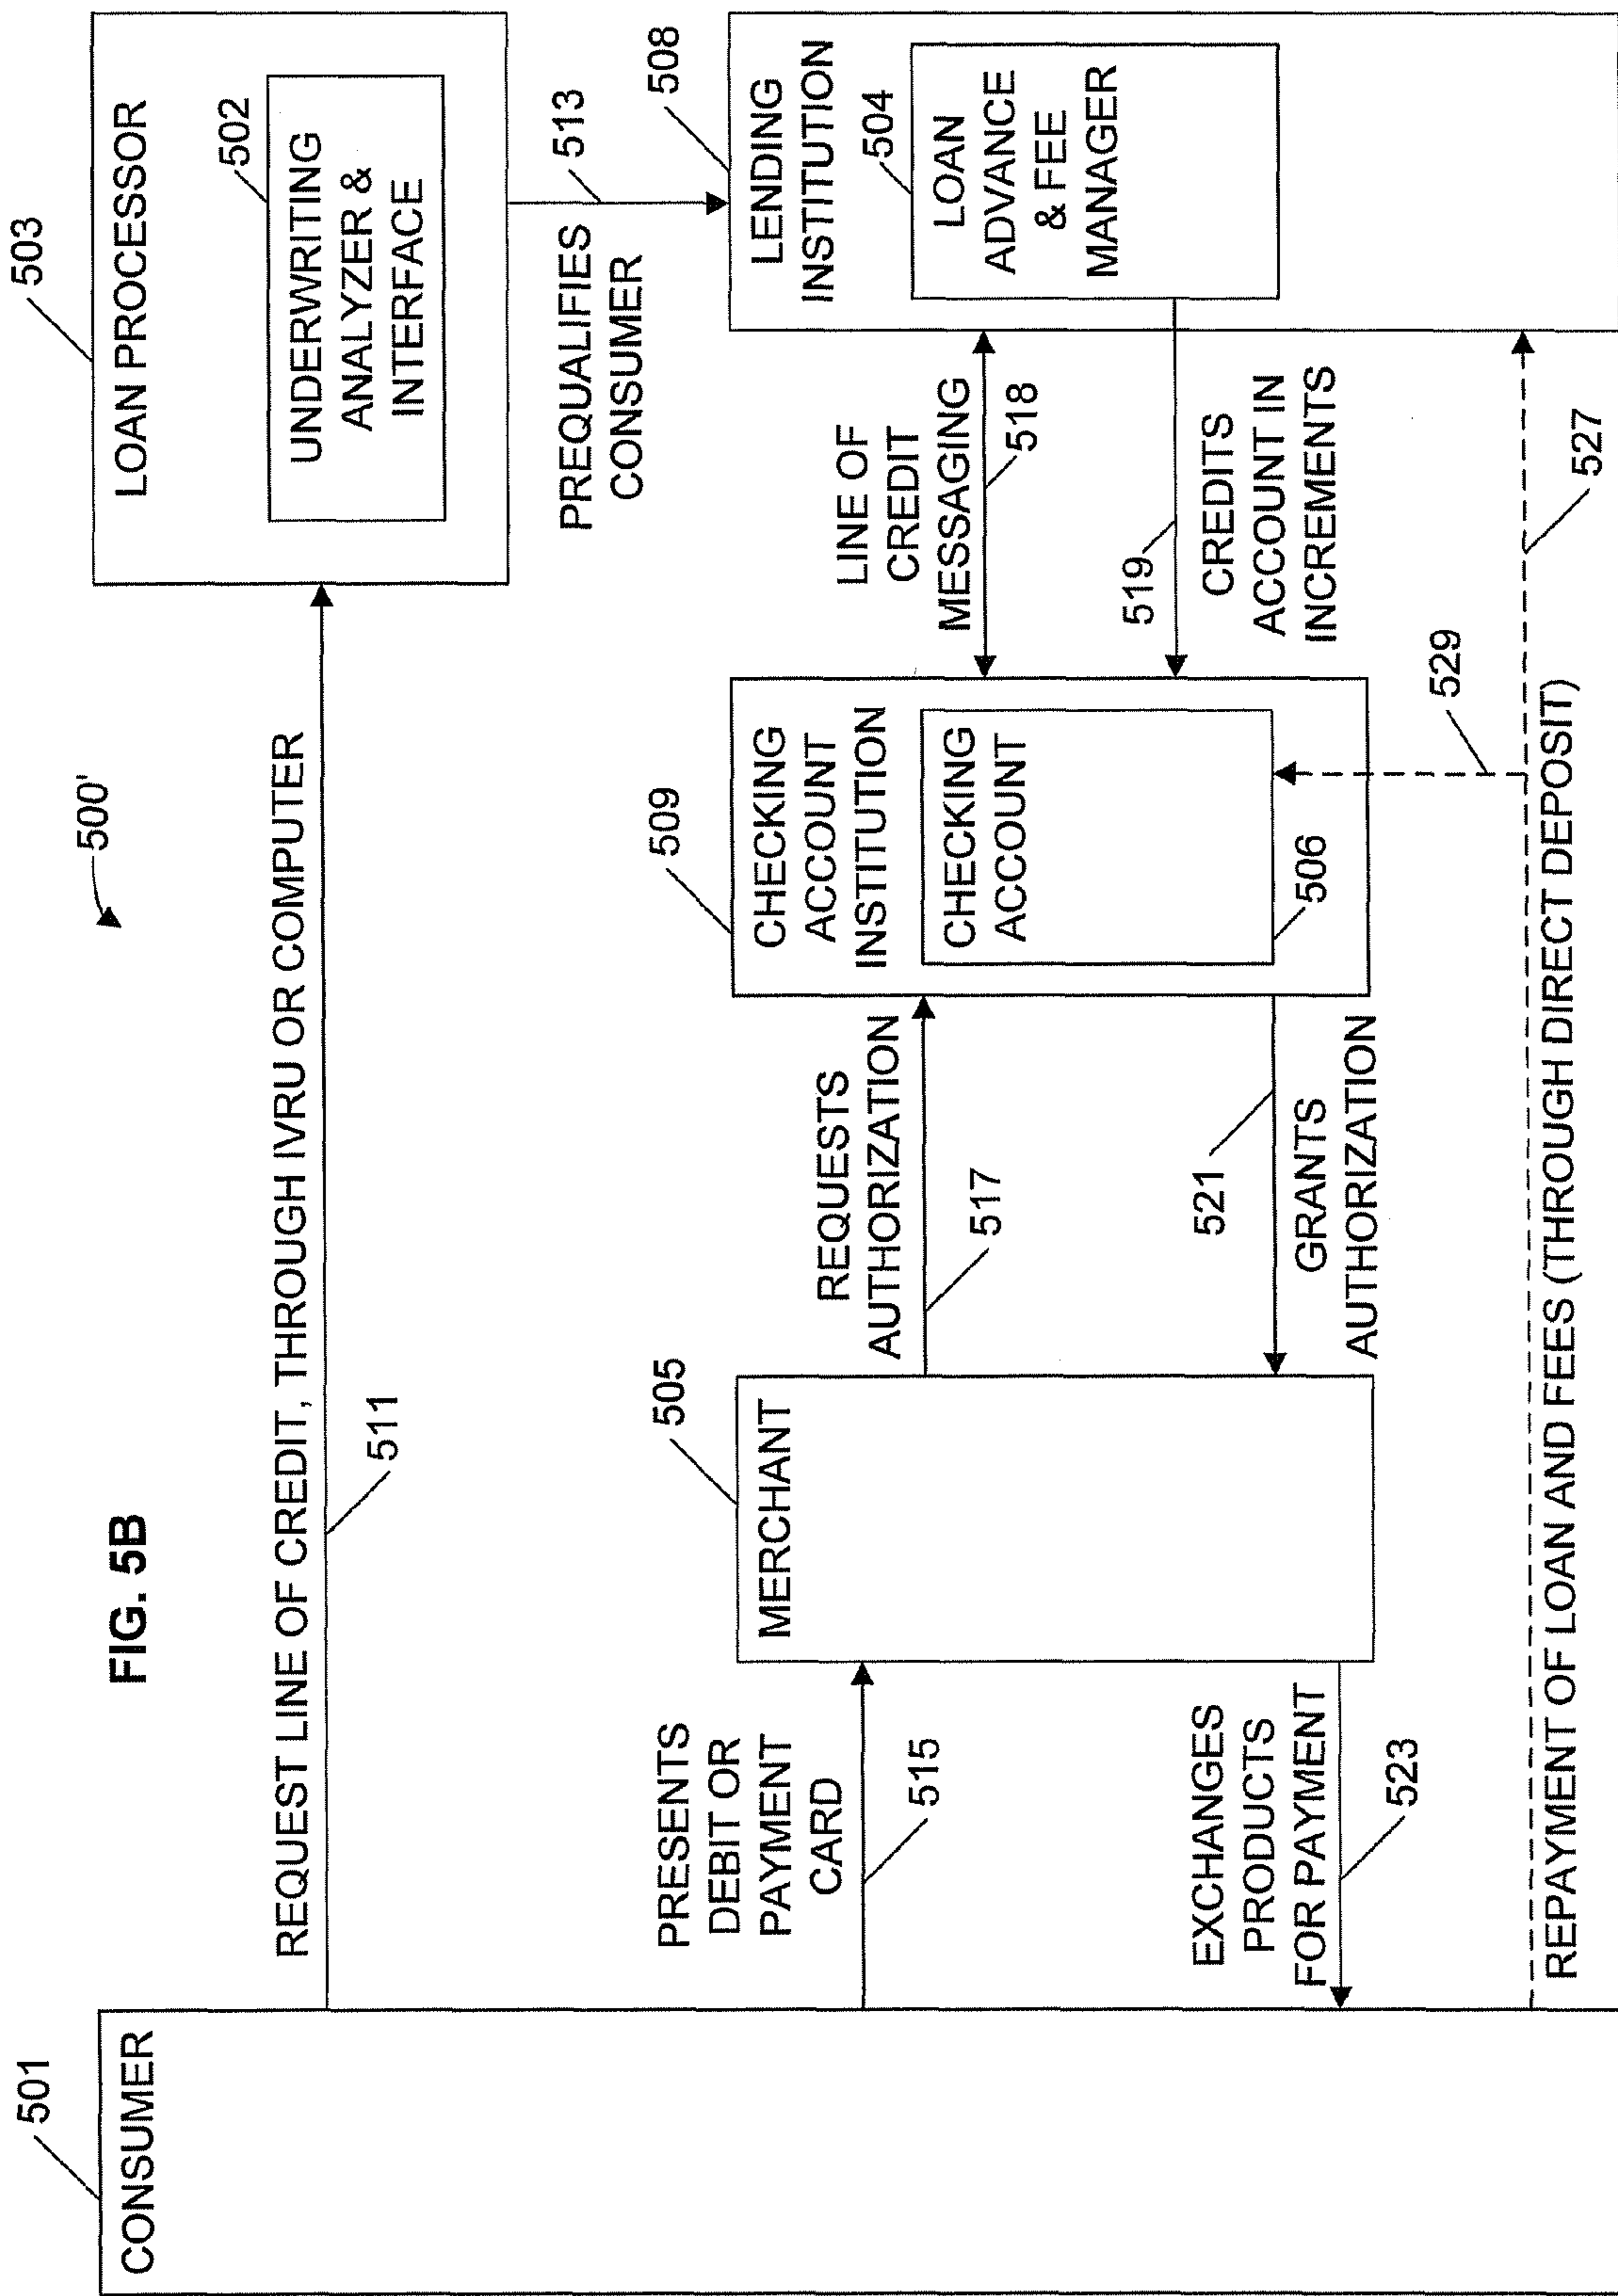 FIG. 5B
500'
501
CONSUMER
REQUEST LINE OF CREDIT, THROUGH IVRU OR COMPUTER
511
503
LOAN PROCESSOR
502
UNDERWRITING
ANALYZER &
INTERFACE
PREQUALIFIES
CONSUMER
513
PRESENTS
DEBIT OR
PAYMENT
CARD
515
EXCHANGES
PRODUCTS
FOR PAYMENT
523
505
MERCHANT
REQUESTS
AUTHORIZATION
517
521
GRANTS
AUTHORIZATION
509
CHECKING
ACCOUNT
INSTITUTION
CHECKING
ACCOUNT
506
LINE OF
CREDIT
MESSAGING
518
519
CREDITS
ACCOUNT IN
INCREMENTS
508
LENDING
INSTITUTION
504
LOAN
ADVANCE
& FEE
MANAGER
529
527
REPAYMENT OF LOAN AND FEES (THROUGH DIRECT DEPOSIT)